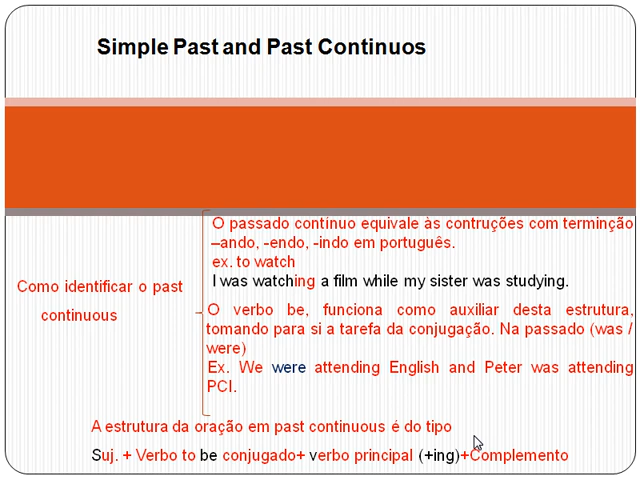 Simple Past and Past Continuos
O passado contínuo equivale às contruções com terminção
–ando, -endo, -indo em português.
ex. to watch
I was watching a film while my sister was studying.
Como identificar o past
continuous
O verbo be, funciona como auxiliar desta estrutura,
tomando para si a tarefa da conjugação. Na passado (was /
were)
Ex. We were attending English and Peter was attending
PCI.
A estrutura da oração em past continuous é do tipo
Suj. + Verbo to be conjugado+ verbo principal (+ing)+Complemento